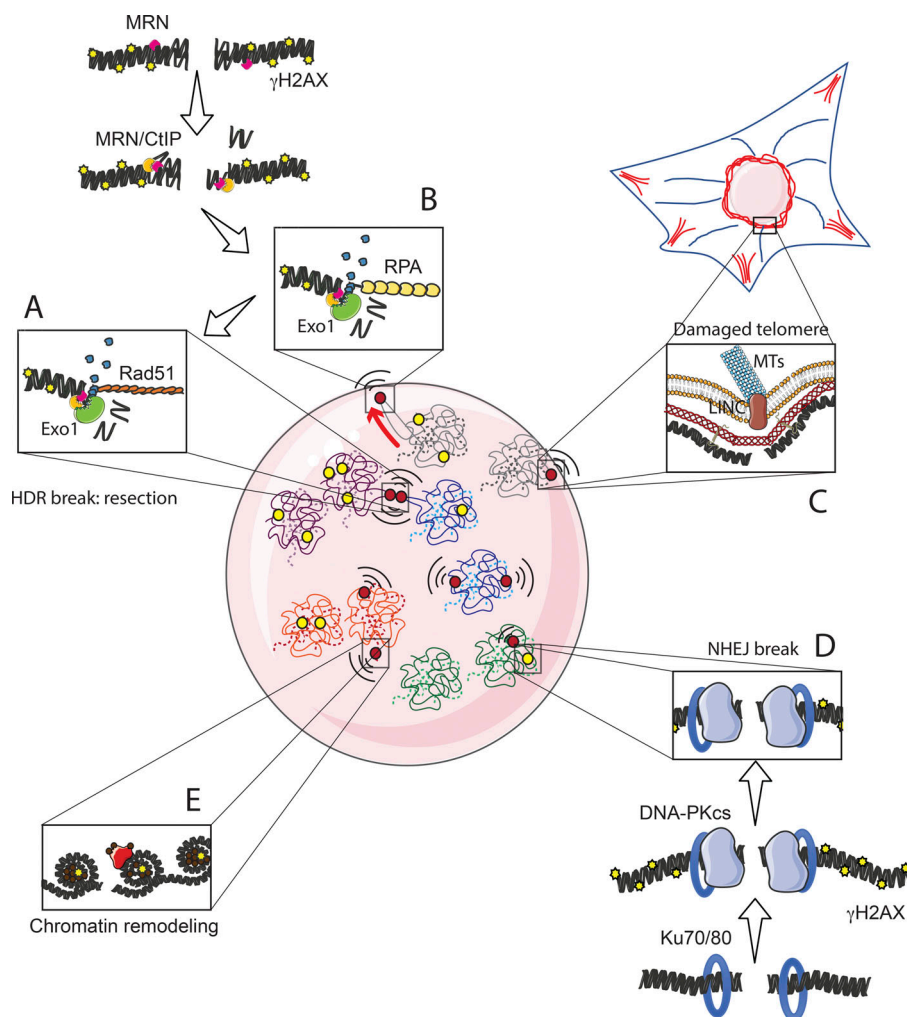 MRN
γH2AX
MRN/CtIP
B
RPA
Exo1
A
Rad51
Exo1
HDR break: resection
Damaged telomere
MTs
LINC
C
D
NHEJ break
DNA-PKcs
γH2AX
Ku70/80
E
Chromatin remodeling